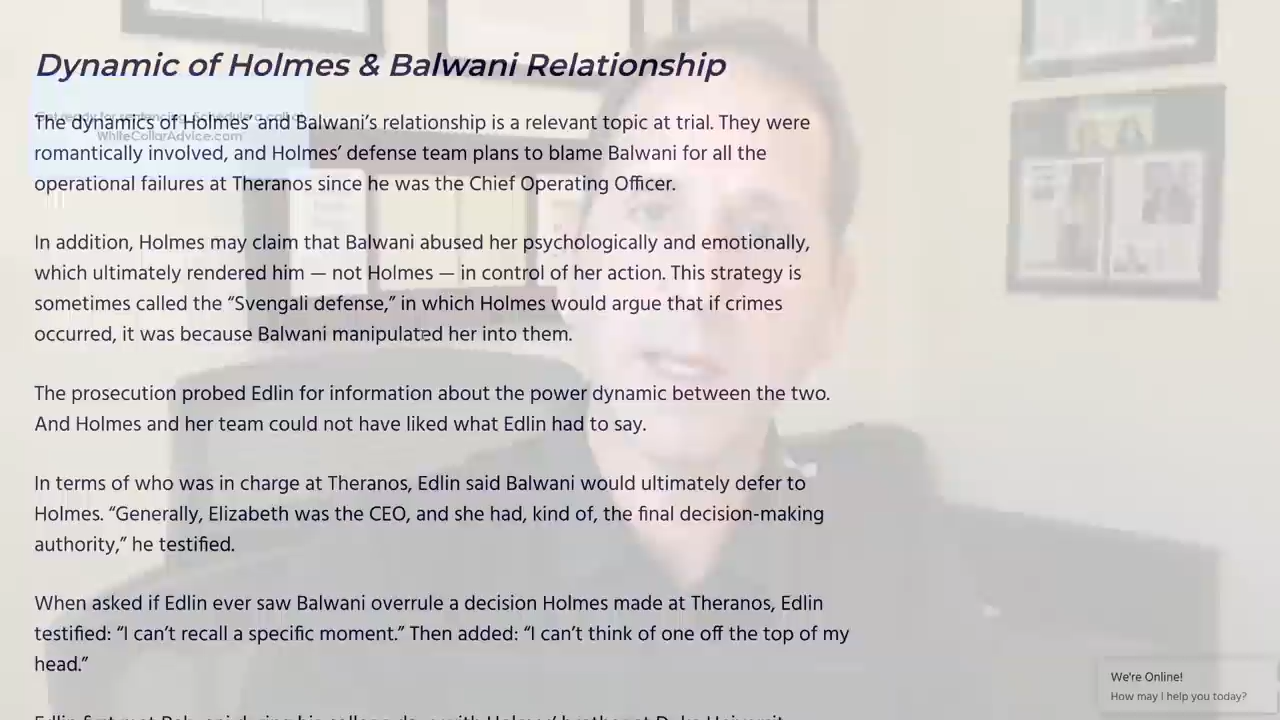 Dynamic of Holmes & Balwani Relationship
The dynamics of Holmes’ and Balwani’s relationship is a relevant topic at trial. They were
WhiteCollarAdvice.com
romantically involved, and Holmes’ defense team plans to blame Balwani for all the
operational failures at Theranos since he was the Chief Operating Officer.
In addition, Holmes may claim that Balwani abused her psychologically and emotionally,
which ultimately rendered him — not Holmes — in control of her action. This strategy is
sometimes called the “Svengali defense,” in which Holmes would argue that if crimes
occurred, it was because Balwani manipulated her into them.
The prosecution probed Edlin for information about the power dynamic between the two.
And Holmes and her team could not have liked what Edlin had to say.
In terms of who was in charge at Theranos, Edlin said Balwani would ultimately defer to
Holmes. “Generally, Elizabeth was the CEO, and she had, kind of, the final decision-making
authority,” he testified.
When asked if Edlin ever saw Balwani overrule a decision Holmes made at Theranos, Edlin
testified: “I can’t recall a specific moment.” Then added: “I can’t think of one off the top of my
head.”
We're Online!
How may I help you today?